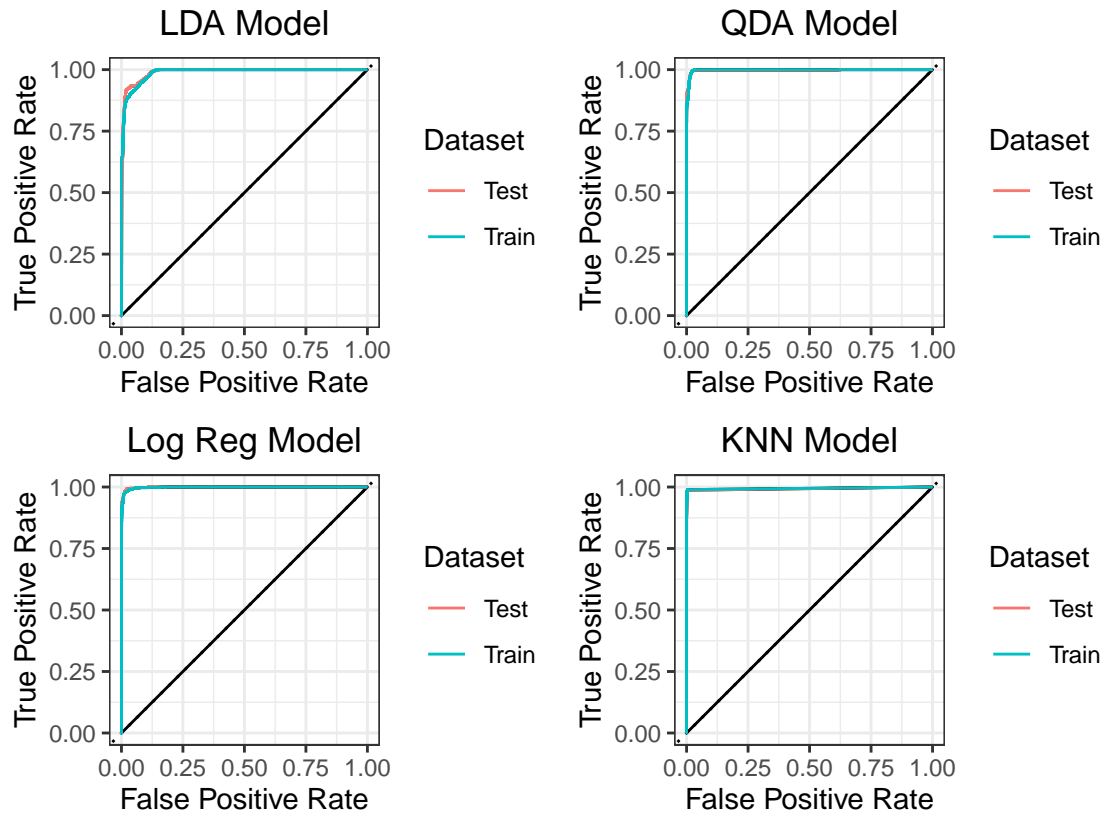 LDA Model
True Positive Rate
1.00
0.75
0.50
0.25
0.00
0.00 0.25 0.50 0.75 1.00
False Positive Rate
Dataset
Test
Train
QDA Model
True Positive Rate
1.00
0.75
0.50
0.25
0.00
0.00 0.25 0.50 0.75 1.00
False Positive Rate
Dataset
Test
Train
Log Reg Model
True Positive Rate
1.00
0.75
0.50
0.25
0.00
0.00 0.25 0.50 0.75 1.00
False Positive Rate
Dataset
Test
Train
KNN Model
True Positive Rate
1.00
0.75
0.50
0.25
0.00
0.00 0.25 0.50 0.75 1.00
False Positive Rate
Dataset
Test
Train